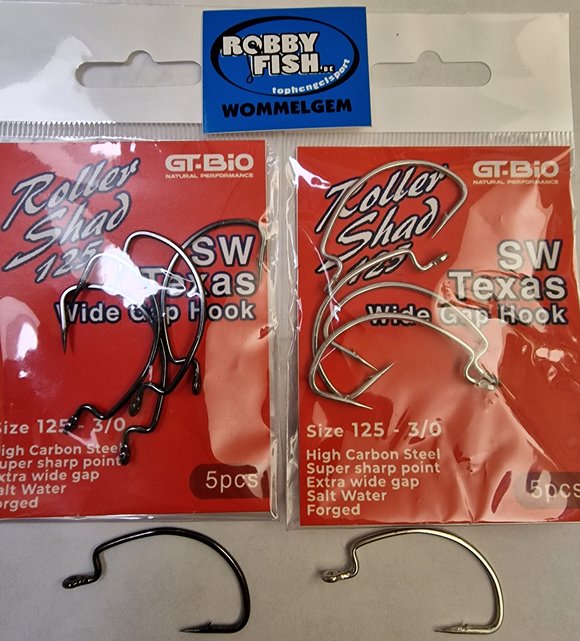 ROBBY
FISH.BE
tophengelsport
WOMMELGEM
GT-BiO
NATURAL PERFORMANCE
Roller
Shad
125
SW
Texas
Wide Gap Hook
Size 125 - 3/0
High Carbon Steel
Super sharp point
Extra wide gap
Salt Water
Forged
5pcs
GT-BiO
NATURAL PERFORMANCE
Roller
Shad
125
SW
Texas
Wide Gap Hook
Size 125 - 3/0
High Carbon Steel
Super sharp point
Extra wide gap
Salt Water
Forged
5pcs